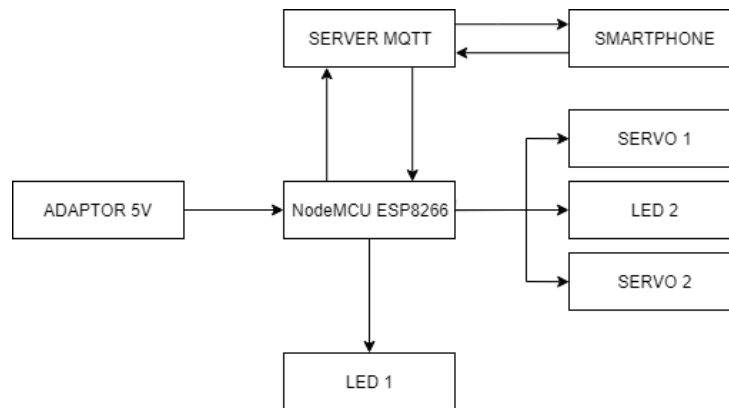 SERVER MQTT
SMARTPHONE
SERVO 1
ADAPTOR 5V
NodeMCU ESP8266
LED 2
SERVO 2
LED 1